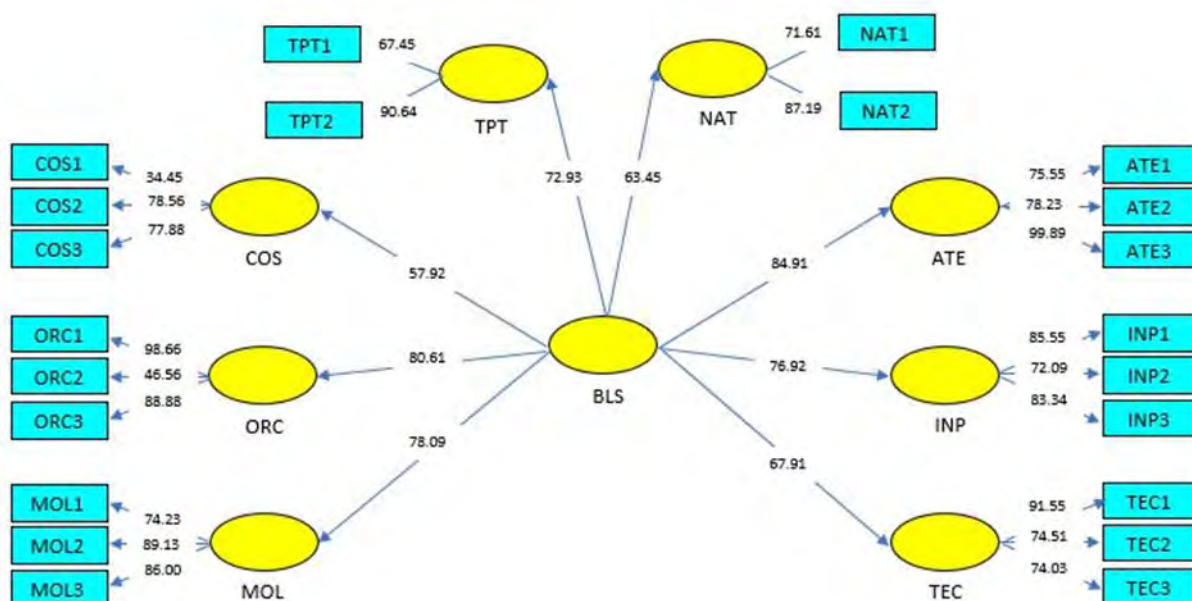 TPT1
67.45
TPT2
90.64
TPT
71.61
NAT1
87.19
NAT2
NAT
COS1
34.45
COS2
78.56
COS3
77.88
COS
72.93
63.45
75.55
ATE1
78.23
ATE2
99.89
ATE3
ATE
57.92
84.91
ORC1
98.66
ORC2
46.56
ORC3
88.88
ORC
80.61
BLS
76.92
85.55
INP1
72.09
INP2
83.34
INP3
INP
78.09
67.91
MOL1
74.23
MOL2
89.13
MOL3
86.00
MOL
91.55
TEC1
74.51
TEC2
74.03
TEC3
TEC